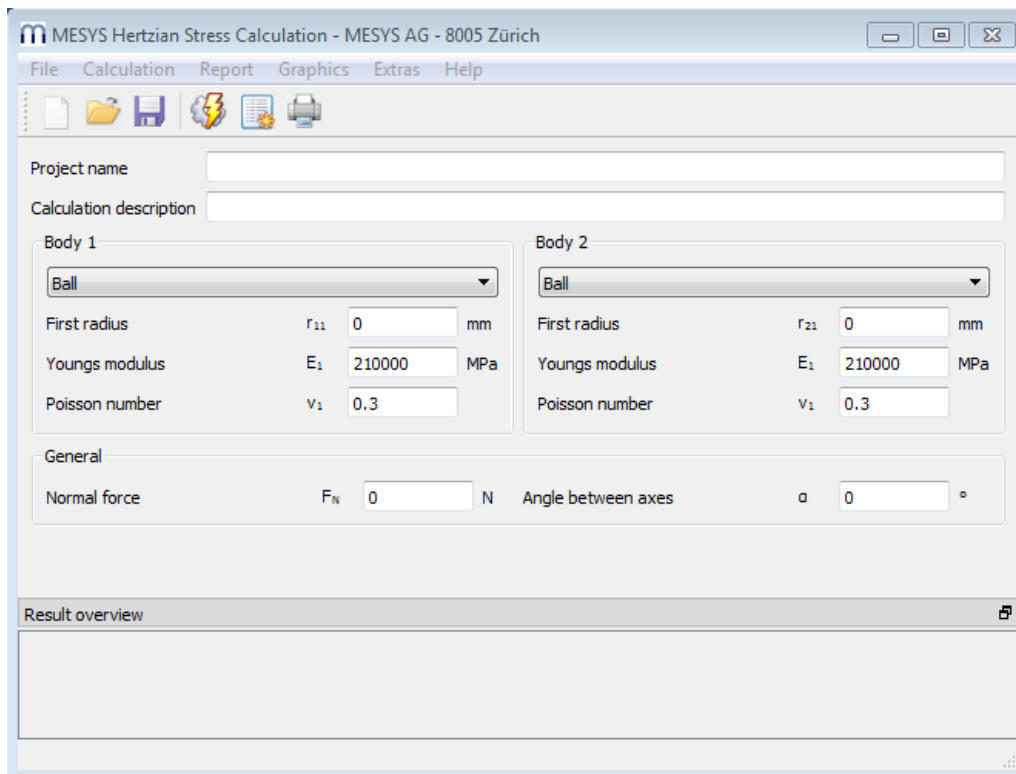 MESYS Hertzian Stress Calculation - MESYS AG - 8005 Zürich
File Calculation Report Graphics Extras Help
Project name
Calculation description
Body 1 Body 2
Ball Ball
First radius r₁₁ 0 mm First radius r₂₁ 0 mm
Youngs modulus E₁ 210000 MPa Youngs modulus E₁ 210000 MPa
Poisson number ν₁ 0.3 Poisson number ν₁ 0.3
General
Normal force Fɴ 0 N Angle between axes α 0 °
Result overview